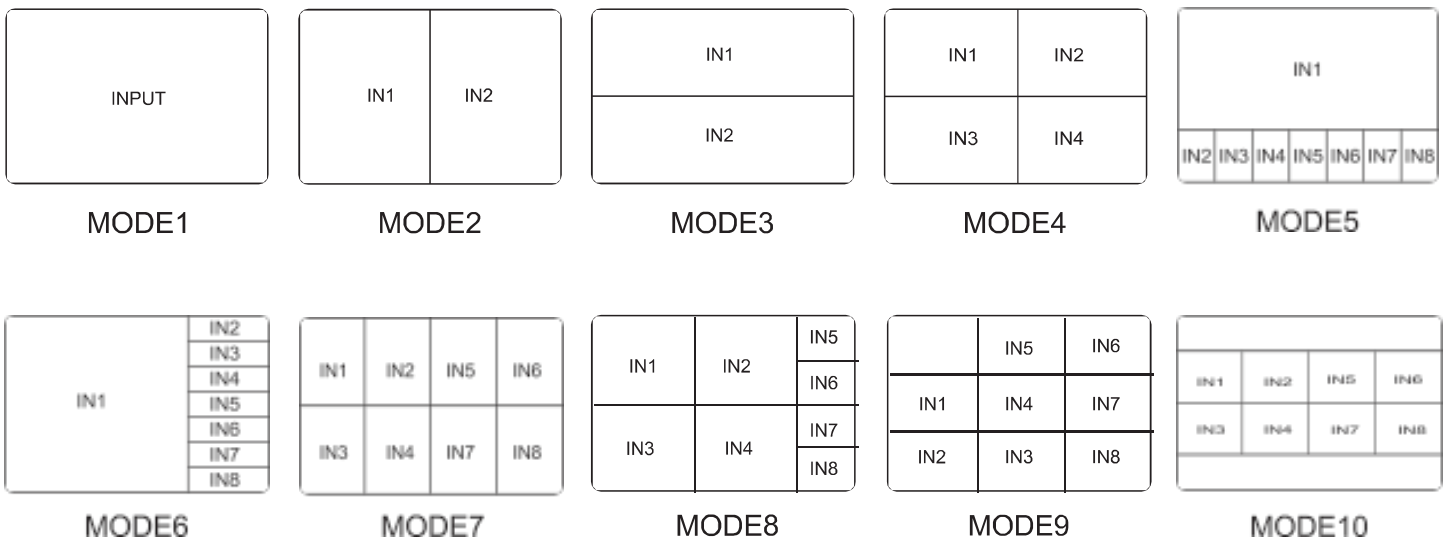 INPUT
IN1 IN2
IN1
IN2
IN1 IN2
IN3 IN4
IN1
IN2 IN3 IN4 IN5 IN6 IN7 IN8
MODE1 MODE2 MODE3 MODE4 MODE5
IN1
IN2
IN3
IN4
IN5
IN6
IN7
IN8
IN1 IN2 IN5 IN6
IN3 IN4 IN7 IN8
IN1 IN2 IN5
IN6
IN3 IN4 IN7
IN8
IN5 IN6
IN1 IN4 IN7
IN2 IN3 IN8
IN1 IN2 IN5 IN6
IN3 IN4 IN7 IN8
MODE6 MODE7 MODE8 MODE9 MODE10